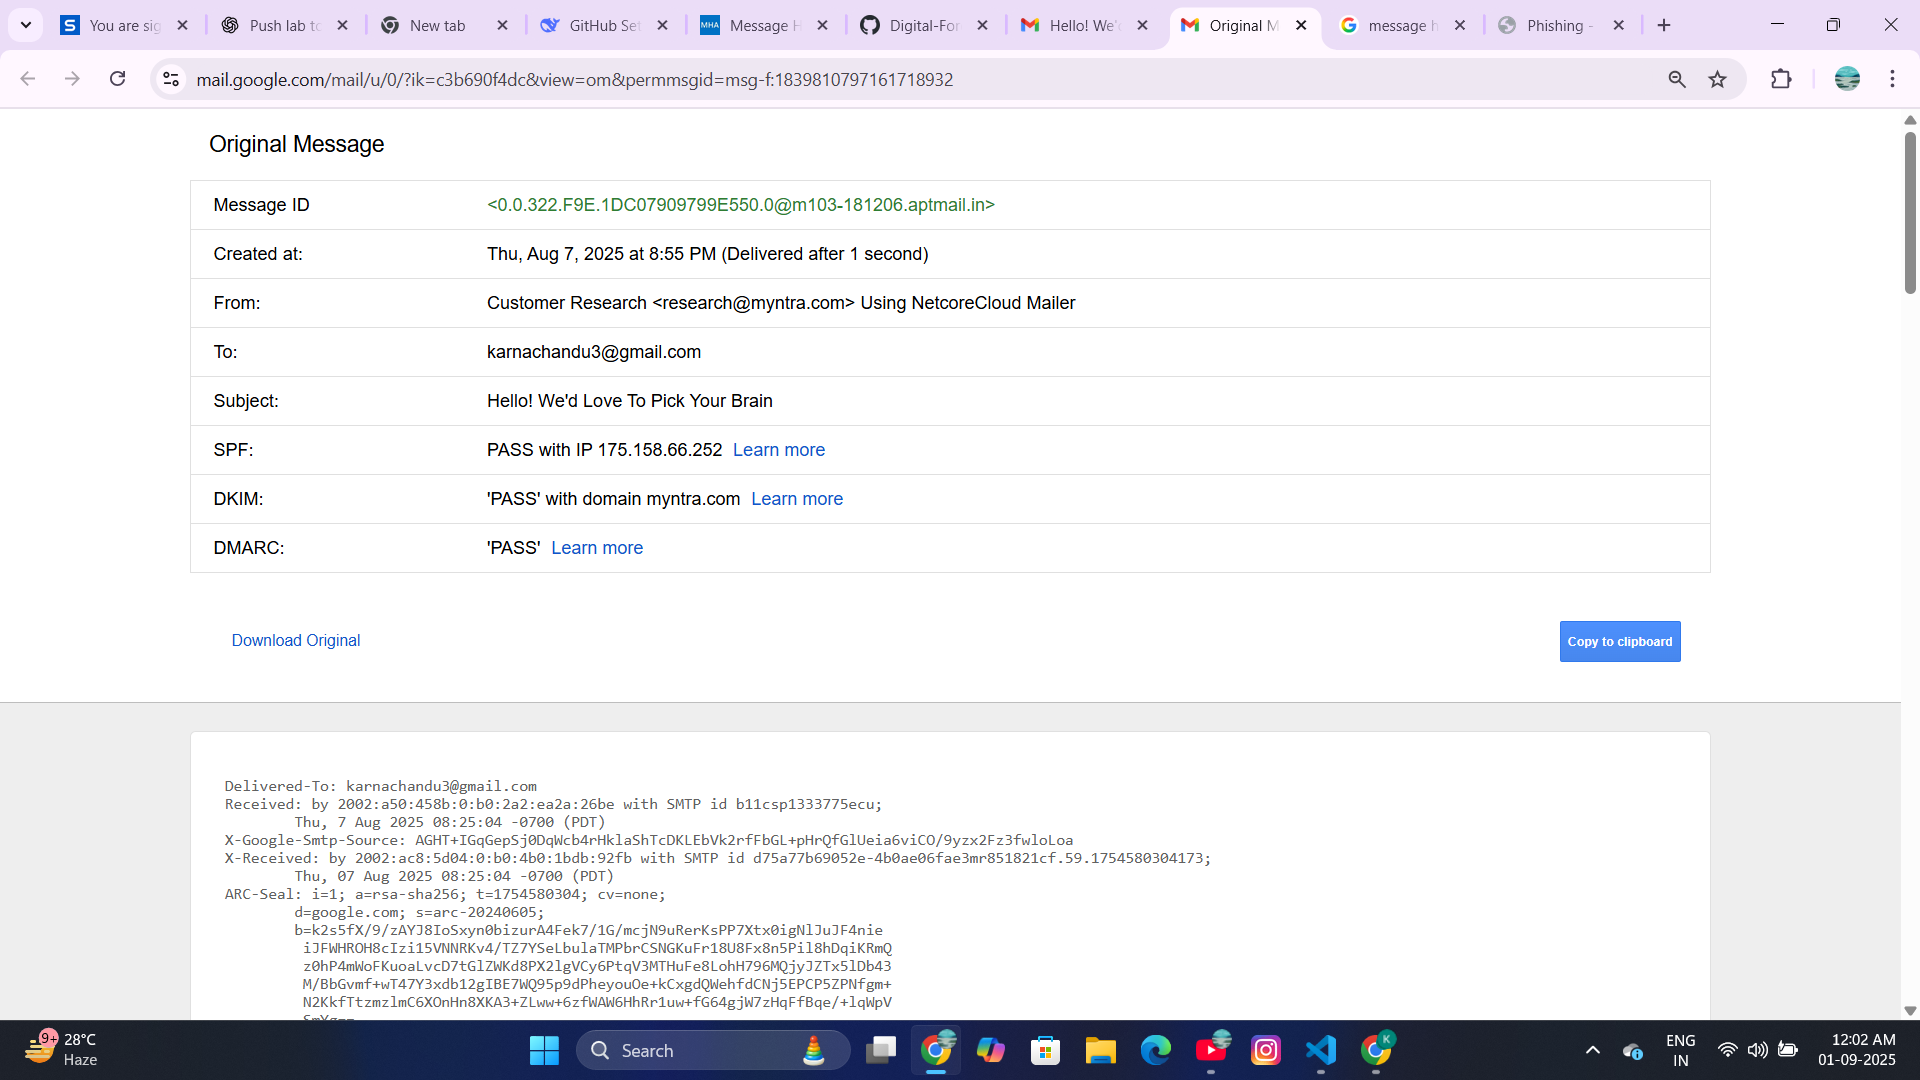 You are sig
Push lab to
New tab
GitHub Set
MHA
Message H
Digital-For
Hello! We'd
Original M
message h
Phishing -
mail.google.com/mail/u/0/?ik=c3b690f4dc&view=om&permmsgid=msg-f:1839810797161718932
Original Message
Message ID <0.0.322.F9E.1DC07909799E550.0@m103-181206.aptmail.in>
Created at: Thu, Aug 7, 2025 at 8:55 PM (Delivered after 1 second)
From: Customer Research <research@myntra.com> Using NetcoreCloud Mailer
To: karnachandu3@gmail.com
Subject: Hello! We'd Love To Pick Your Brain
SPF: PASS with IP 175.158.66.252 Learn more
DKIM: 'PASS' with domain myntra.com Learn more
DMARC: 'PASS' Learn more
Download Original
Copy to clipboard
Delivered-To: karnachandu3@gmail.com
Received: by 2002:a50:458b:0:b0:2a2:ea2a:26be with SMTP id b11csp1333775ecu;
Thu, 7 Aug 2025 08:25:04 -0700 (PDT)
X-Google-Smtp-Source: AGHT+IGqGepSj0DqWcb4rHklaShTcDKLEbVk2rfFbGL+pHrQfGlUeia6viCO/9yzx2Fz3fwloLoa
X-Received: by 2002:ac8:5d04:0:b0:4b0:1bdb:92fb with SMTP id d75a77b69052e-4b0ae06fae3mr851821cf.59.1754580304173;
Thu, 07 Aug 2025 08:25:04 -0700 (PDT)
ARC-Seal: i=1; a=rsa-sha256; t=1754580304; cv=none;
d=google.com; s=arc-20240605;
b=k2s5fX/9/zAYJ8IoSxyn0bizurA4Fek7/1G/mcjN9uRerKsPP7Xtx0igNlJuJF4nie
iJFWHROH8cIzi15VNNRKv4/TZ7YSeLbulaTMPbrCSNGKuFr18U8Fx8n5Pil8hDqiKRmQ
z0hP4mWoFKuoaLvcD7tGlZWKd8PX2lgVCy6PtqV3MTHuFe8LohH796MQjyJZTx5lDb43
M/BbGvmf+wT47Y3xdb12gIBE7WQ95p9dPheyouOe+kCxgdQWehfdCNj5EPCP5ZPNfgm+
N2KkfTtzmzlmC6XOnHn8XKA3+ZLww+6zfWAW6HhRr1uw+fG64gjW7zHqFfBqe/+lqWpV
9+
28°C
Haze
Search
K
ENG
IN
12:02 AM
01-09-2025